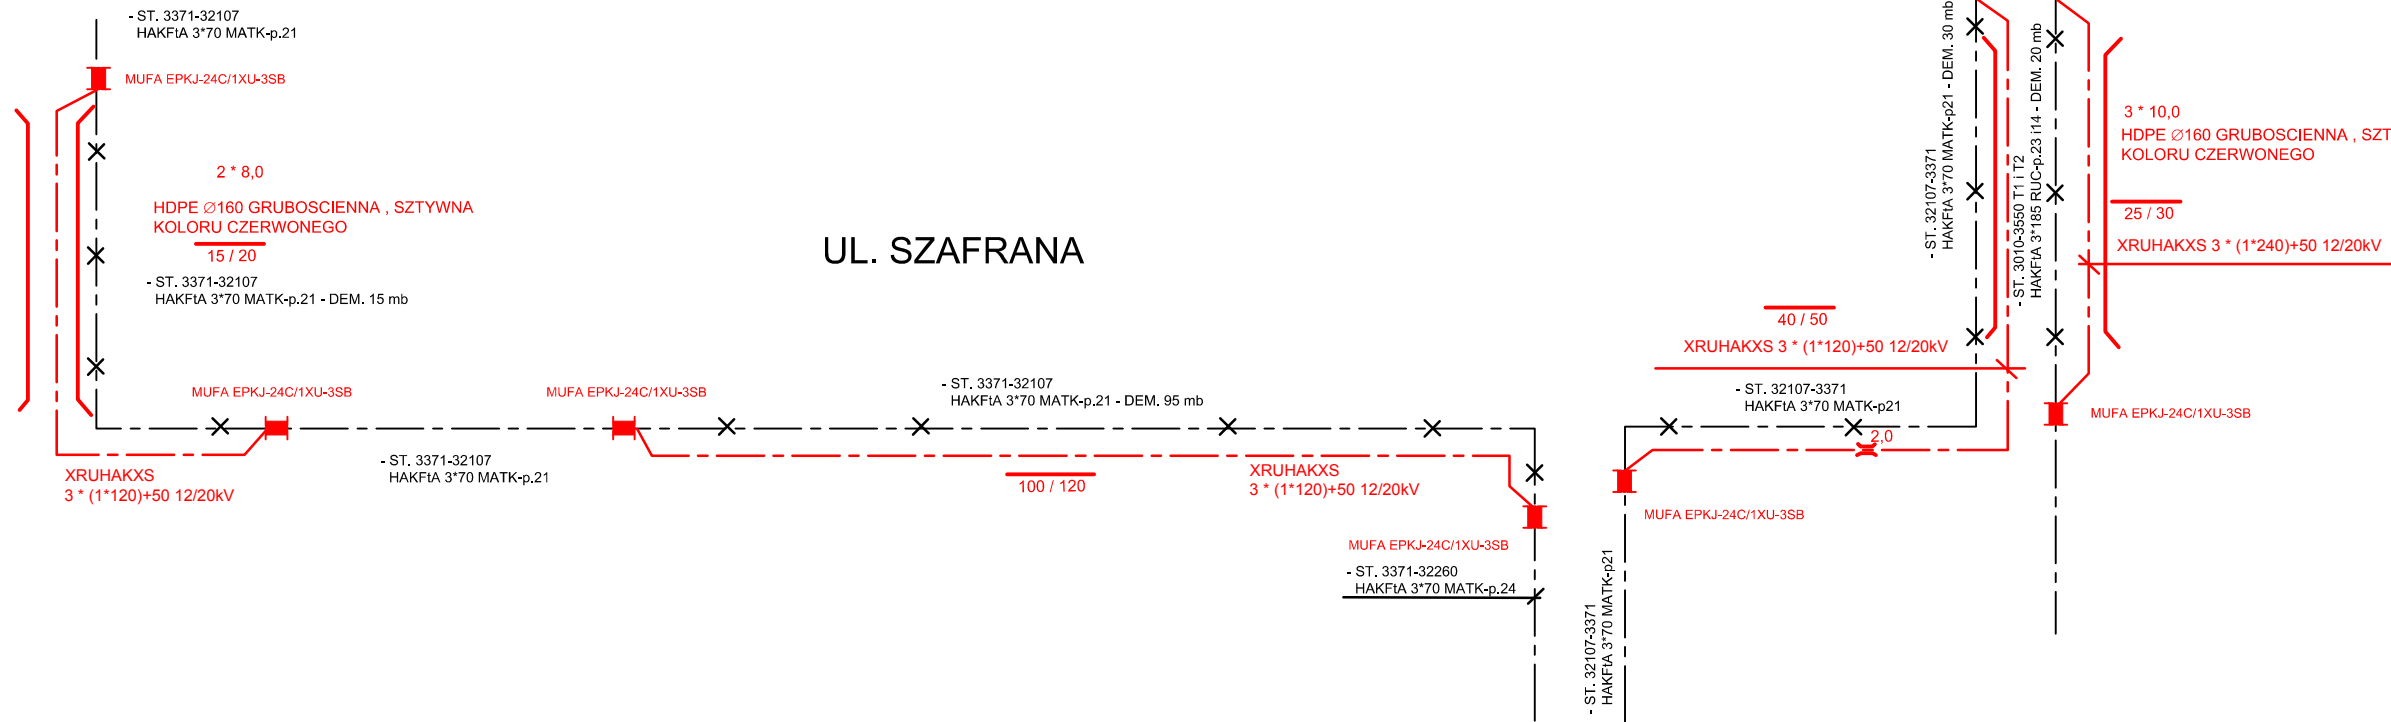 - ST. 3371-32107
HAKFtA 3*70 MATK-p.21
MUFA EPKJ-24C/1XU-3SB
2 * 8,0
HDPE ∅160 GRUBOSCIENNA , SZTYWNA
KOLORU CZERWONEGO
15 / 20
- ST. 3371-32107
HAKFtA 3*70 MATK-p.21 - DEM. 15 mb
MUFA EPKJ-24C/1XU-3SB
XRUHAKXS
3 * (1*120)+50 12/20kV
- ST. 3371-32107
HAKFtA 3*70 MATK-p.21
MUFA EPKJ-24C/1XU-3SB
UL. SZAFRANA
- ST. 3371-32107
HAKFtA 3*70 MATK-p.21 - DEM. 95 mb
100 / 120
XRUHAKXS
3 * (1*120)+50 12/20kV
MUFA EPKJ-24C/1XU-3SB
- ST. 3371-32260
HAKFtA 3*70 MATK-p.24
- ST. 32107-3371
HAKFtA 3*70 MATK-p21
MUFA EPKJ-24C/1XU-3SB
40 / 50
XRUHAKXS 3 * (1*120)+50 12/20kV
- ST. 32107-3371
HAKFtA 3*70 MATK-p21
2,0
- ST. 32107-3371
HAKFtA 3*70 MATK-p21 - DEM. 30 mb
- ST. 3010-3550 T1 i T2
HAKFtA 3*185 RUC-p.23 i14 - DEM. 20 mb
3 * 10,0
HDPE ∅160 GRUBOSCIENNA , SZT
KOLORU CZERWONEGO
25 / 30
XRUHAKXS 3 * (1*240)+50 12/20kV
MUFA EPKJ-24C/1XU-3SB